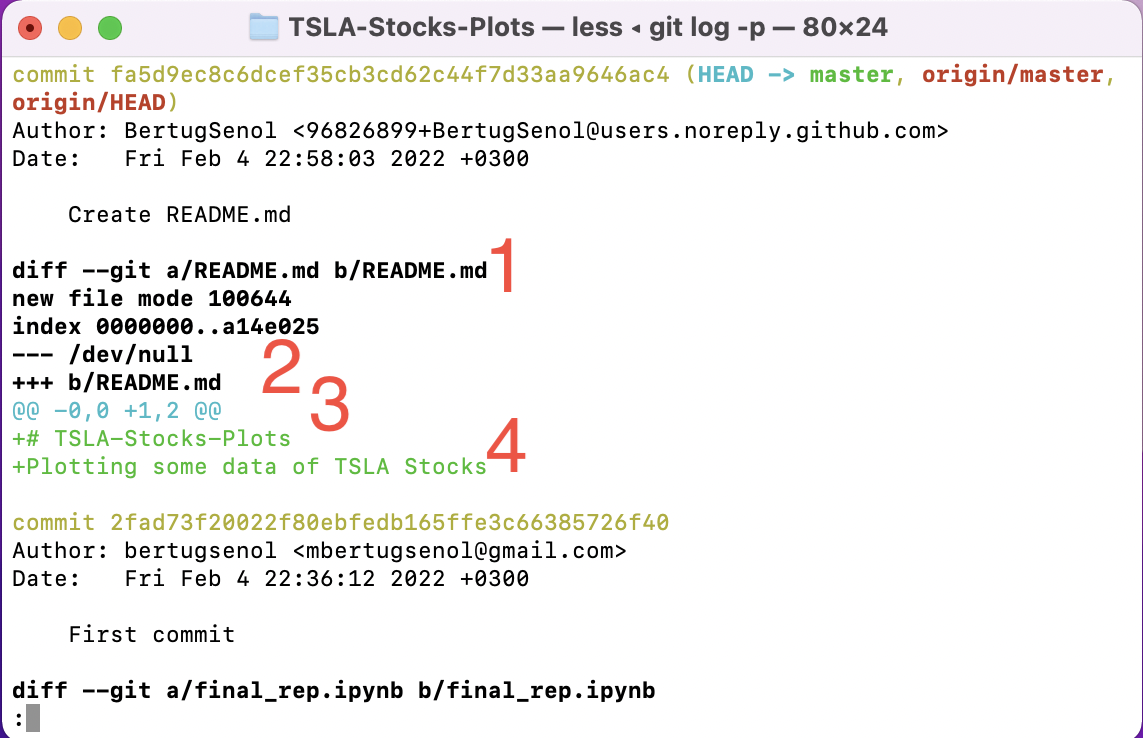 TSLA-Stocks-Plots — less ◂ git log -p — 80×24
commit fa5d9ec8c6dcef35cb3cd62c44f7d33aa9646ac4 (HEAD -> master, origin/master,
origin/HEAD)
Author: BertugSenol <96826899+BertugSenol@users.noreply.github.com>
Date:   Fri Feb 4 22:58:03 2022 +0300
    Create README.md
diff --git a/README.md b/README.md 1
new file mode 100644
index 0000000..a14e025
--- /dev/null
+++ b/README.md 2
@@ -0,0 +1,2 @@ 3
+# TSLA-Stocks-Plots
+Plotting some data of TSLA Stocks 4
commit 2fad73f20022f80ebfedb165ffe3c66385726f40
Author: bertugsenol <mbertugsenol@gmail.com>
Date:   Fri Feb 4 22:36:12 2022 +0300
    First commit
diff --git a/final_rep.ipynb b/final_rep.ipynb
: